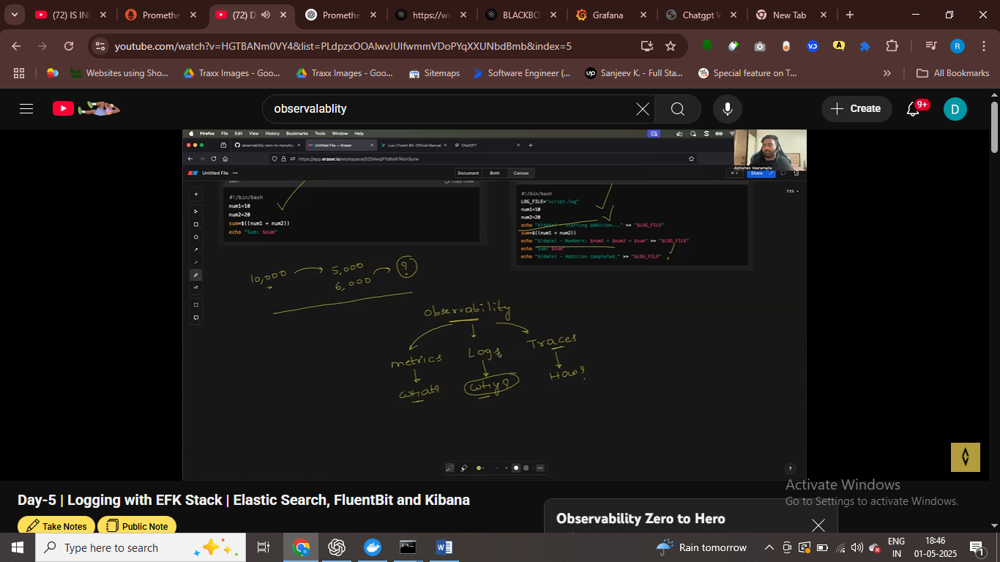 (72) IS INI
Promethe
(72) D
Promethe
https://w
BLACKBO
Grafana
Chatgpt
New Tab
youtube.com/watch?v=HGTBANm0VY4&list=PLdpzxOOAlwvJUlfwmmVDoPYqXXUNbdBmb&index=5
R
Websites using Sho...
Traxx Images - Goo...
Traxx Images - Goo...
Sitemaps
Software Engineer (...
up
Sanjeev K. - Full Sta...
Special feature on T...
All Bookmarks
observalablity
Create
9+
D
Firefox File Edit View History Bookmarks Tools Window Help
observability-zero-to-hero/da
Untitled File — Eraser
Lua | Fluent Bit: Official Manual
ChatGPT
Abhishek Veeramalla
Untitled File
Document
Both
Canvas
Share
bash
Copy code
73%
#!/bin/bash
num1=10
num2=20
sum=$((num1 + num2))
echo "Sum: $sum"
#!/bin/bash
LOG_FILE="script.log"
num1=10
num2=20
echo "$(date) - Starting addition..." >> "$LOG_FILE"
sum=$((num1 + num2))
echo "$(date) - Numbers: $num1 + $num2 = $sum" >> "$LOG_FILE"
echo "Sum: $sum"
echo "$(date) - Addition completed." >> "$LOG_FILE"
10,000
5,000
6,000
?
observability
metrics
Logs
Traces
what?
why?
How?
Day-5 | Logging with EFK Stack | Elastic Search, FluentBit and Kibana
Take Notes
Public Note
Observability Zero to Hero
Activate Windows
Go to Settings to activate Windows.
Type here to search
Rain tomorrow
ENG
IN
18:46
01-05-2025
1